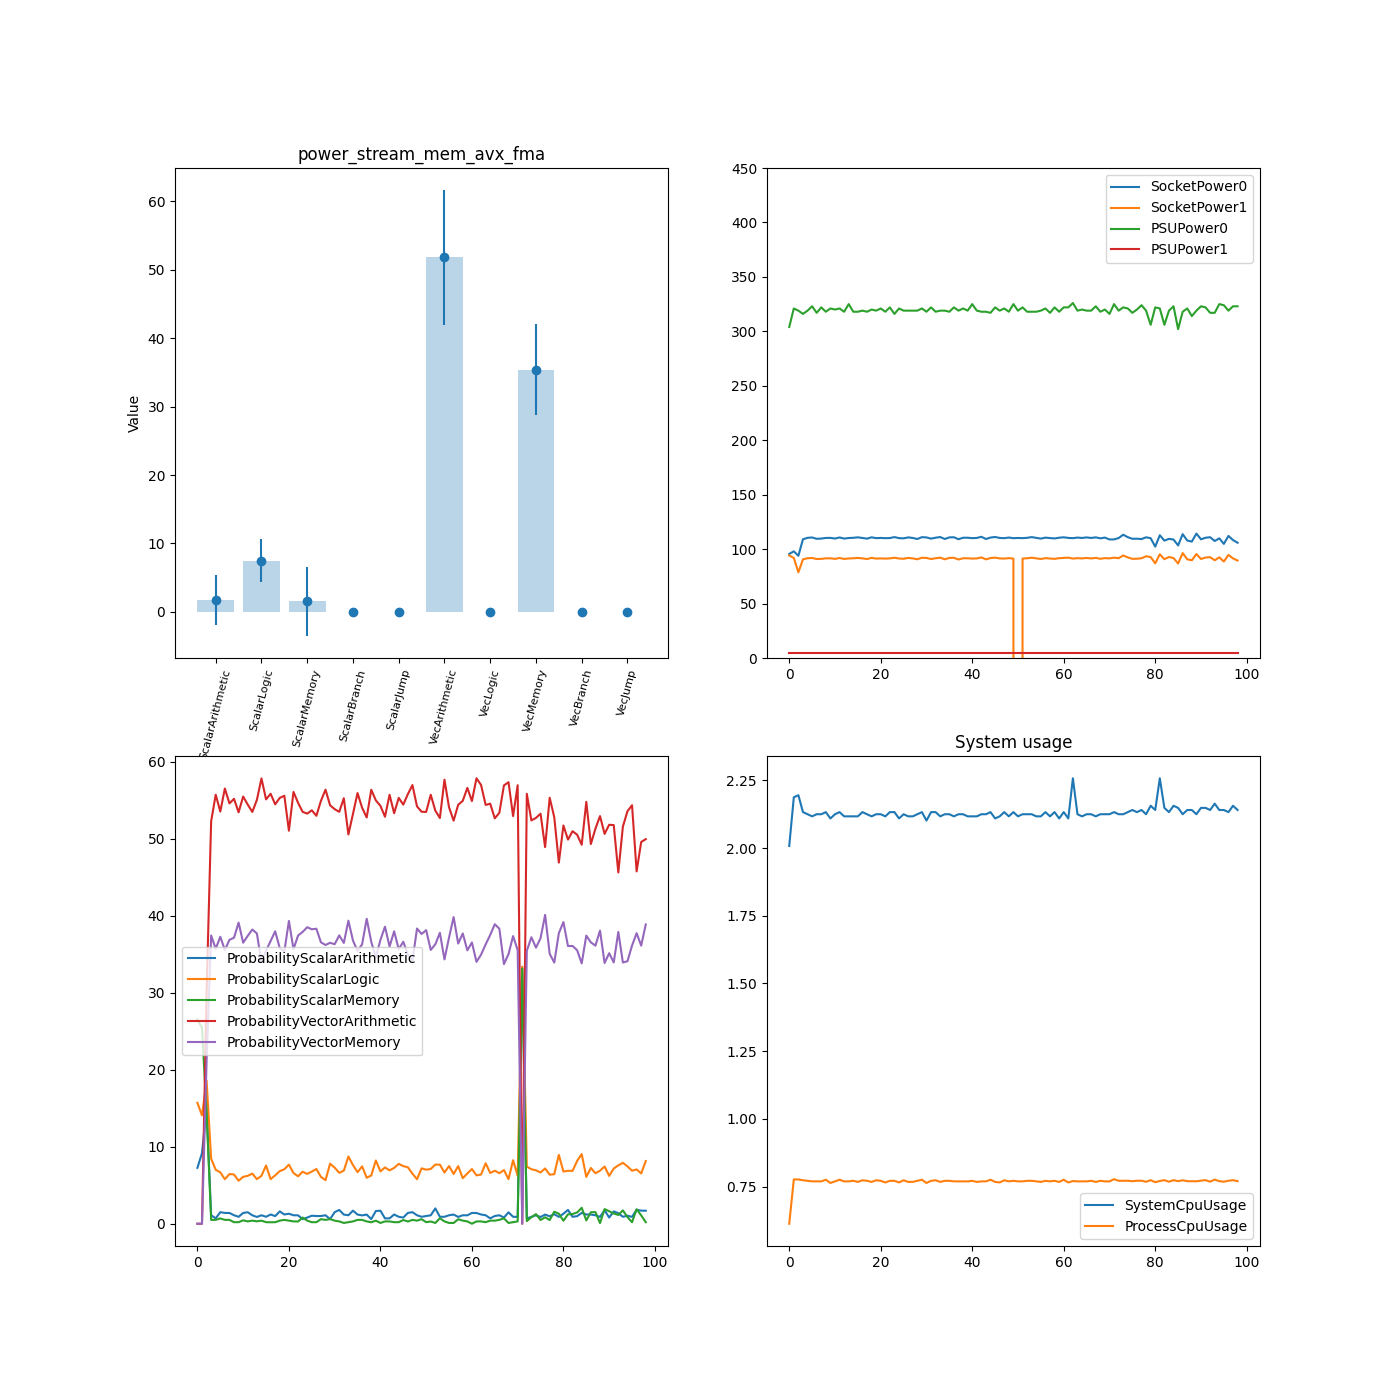 power_stream_mem_avx_fma
Value
60
50
40
30
20
10
0
ScalarArithmetic
ScalarLogic
ScalarMemory
ScalarBranch
ScalarJump
VecArithmetic
VecLogic
VecMemory
VecBranch
VecJump
450
400
350
300
250
200
150
100
50
0
SocketPower0
SocketPower1
PSUPower0
PSUPower1
0 20 40 60 80 100
60
50
40
30
20
10
0
ProbabilityScalarArithmetic
ProbabilityScalarLogic
ProbabilityScalarMemory
ProbabilityVectorArithmetic
ProbabilityVectorMemory
0 20 40 60 80 100
System usage
2.25
2.00
1.75
1.50
1.25
1.00
0.75
SystemCpuUsage
ProcessCpuUsage
0 20 40 60 80 100